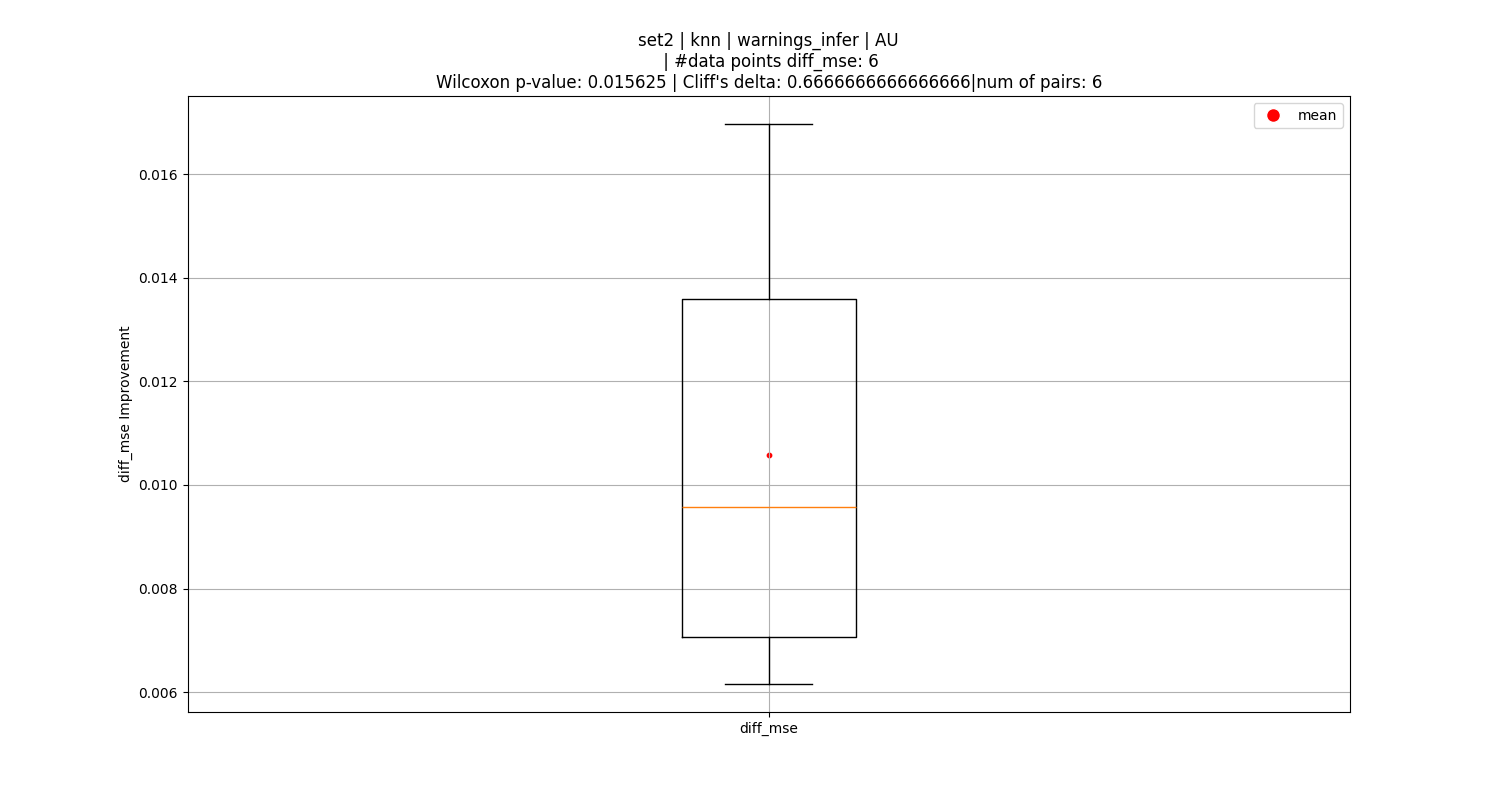 set2 | knn | warnings_infer | AU
| #data points diff_mse: 6
Wilcoxon p-value: 0.015625 | Cliff's delta: 0.6666666666666666|num of pairs: 6
mean
0.016
0.014
0.012
0.010
0.008
0.006
diff_mse Improvement
diff_mse